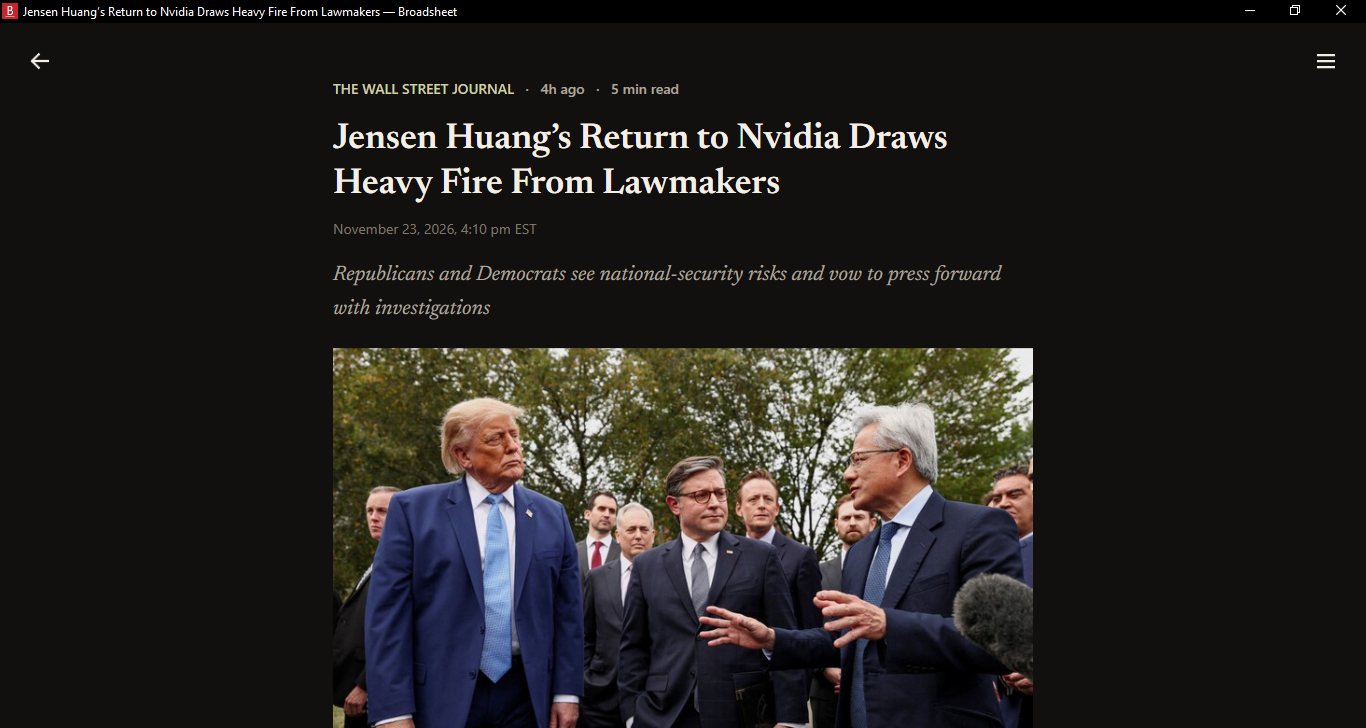 B Jensen Huang’s Return to Nvidia Draws Heavy Fire From Lawmakers — Broadsheet
THE WALL STREET JOURNAL · 4h ago · 5 min read
Jensen Huang’s Return to Nvidia Draws
Heavy Fire From Lawmakers
November 23, 2026, 4:10 pm EST
Republicans and Democrats see national-security risks and vow to press forward
with investigations